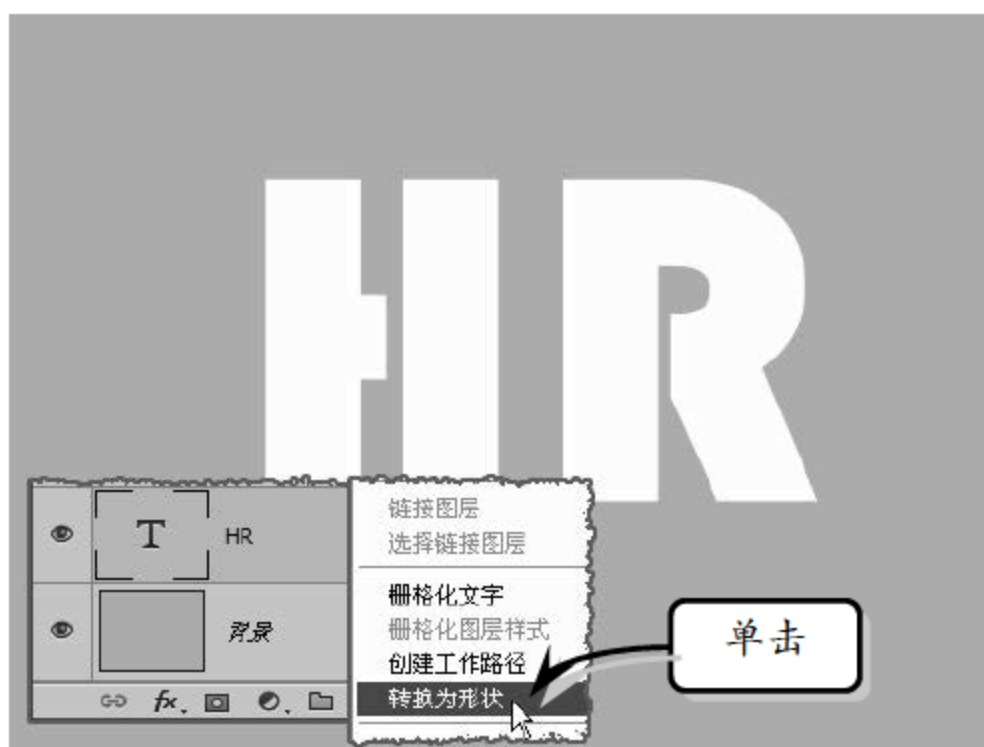 HR
链接图层
选择链接图层
T HR
栅格化文字
栅格化图层样式
背景
创建工作路径
单击
转换为形状
fx